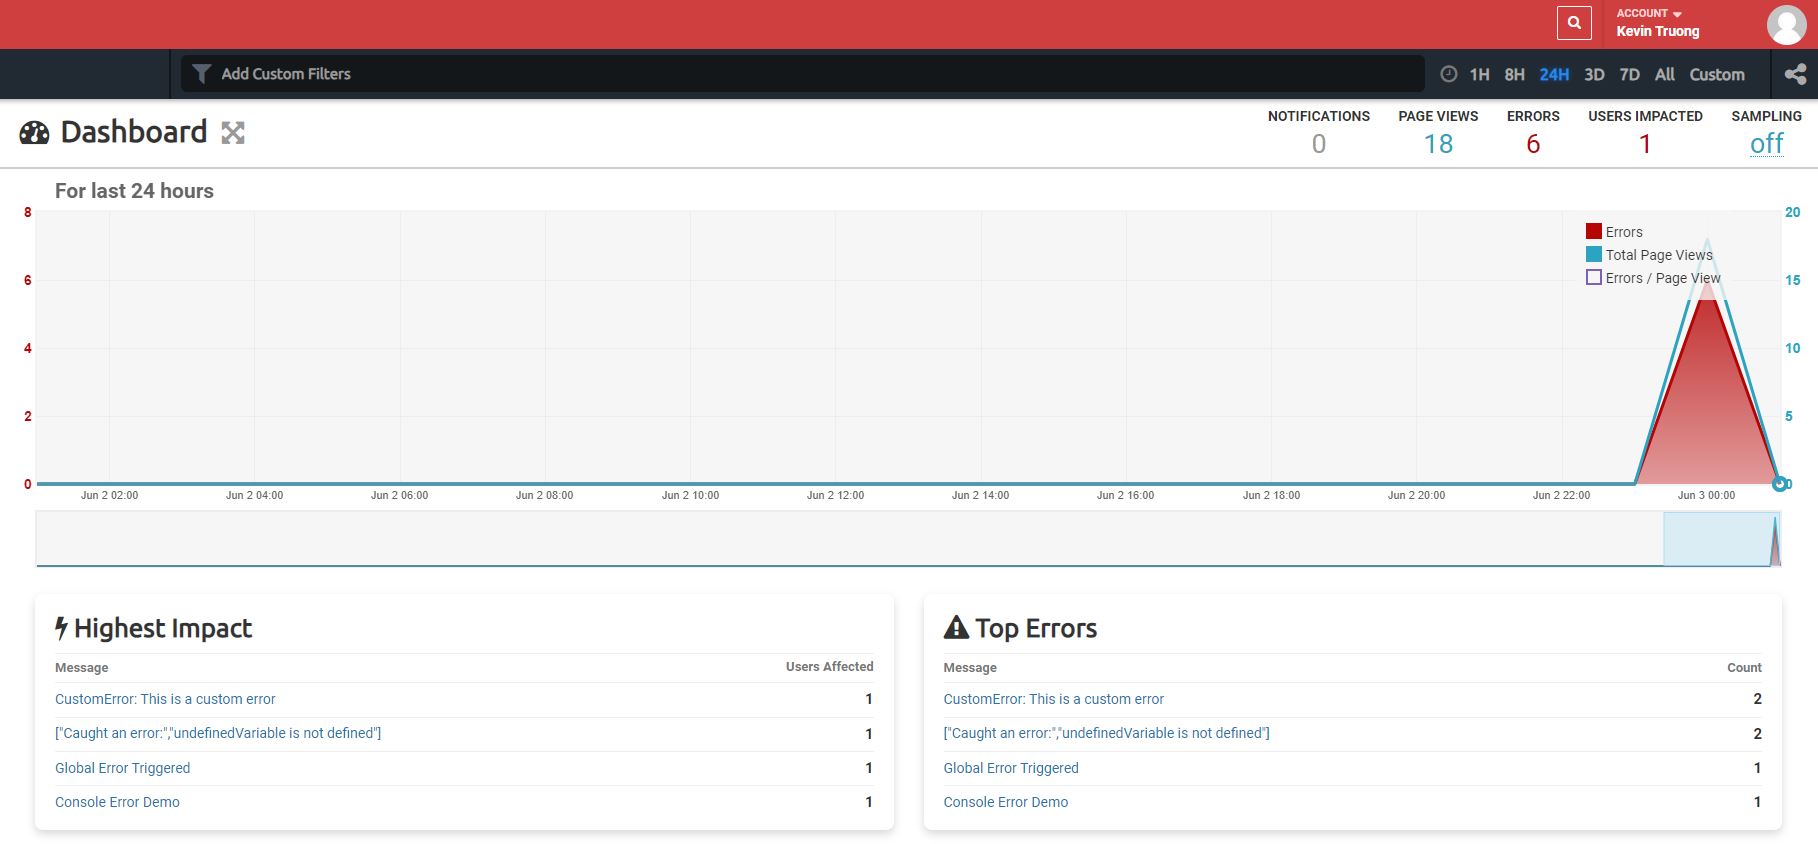 ACCOUNT
Kevin Truong
Add Custom Filters
1H 8H 24H 3D 7D All Custom
Dashboard
NOTIFICATIONS PAGE VIEWS ERRORS USERS IMPACTED SAMPLING
0 18 6 1 off
For last 24 hours
8 20
Errors
Total Page Views
Errors / Page View
6 15
4 10
2 5
0 0
Jun 2 02:00 Jun 2 04:00 Jun 2 06:00 Jun 2 08:00 Jun 2 10:00 Jun 2 12:00 Jun 2 14:00 Jun 2 16:00 Jun 2 18:00 Jun 2 20:00 Jun 2 22:00 Jun 3 00:00
Highest Impact
Message Users Affected
CustomError: This is a custom error 1
["Caught an error:","undefinedVariable is not defined"] 1
Global Error Triggered 1
Console Error Demo 1
Top Errors
Message Count
CustomError: This is a custom error 2
["Caught an error:","undefinedVariable is not defined"] 2
Global Error Triggered 1
Console Error Demo 1